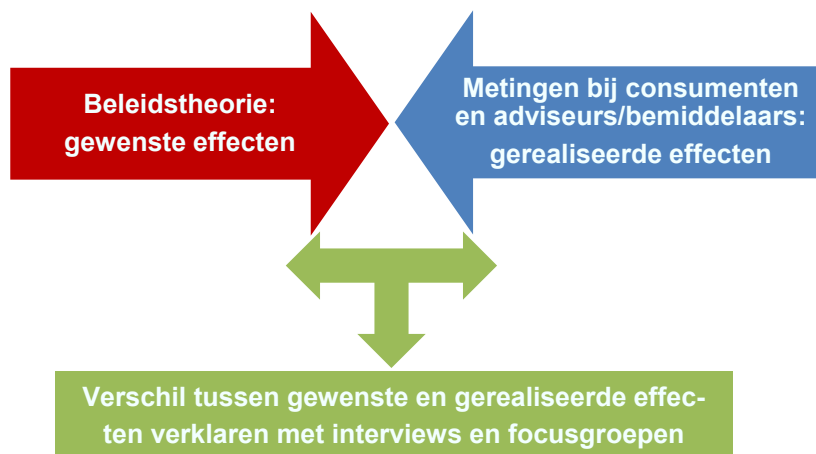 Beleidstheorie:
gewenste effecten
Metingen bij consumenten
en adviseurs/bemiddelaars:
gerealiseerde effecten
Verschil tussen gewenste en gerealiseerde effec-
ten verklaren met interviews en focusgroepen